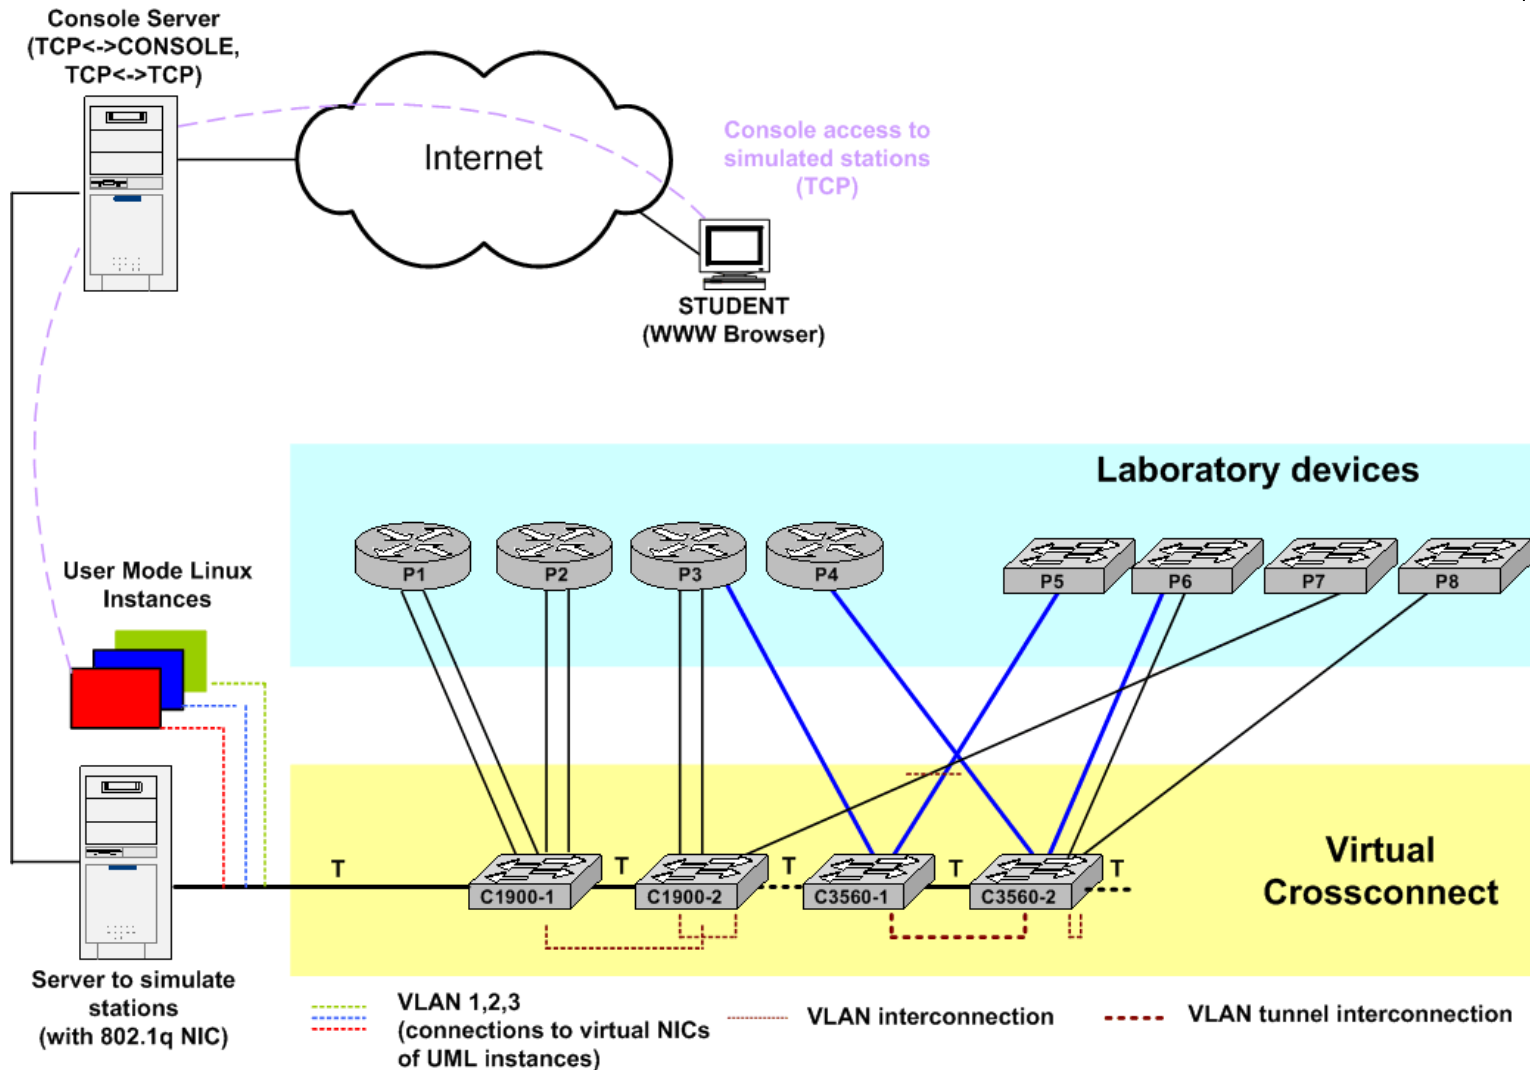 Console Server
(TCP<->CONSOLE,
TCP<->TCP)
Internet
Console access to
simulated stations
(TCP)
STUDENT
(WWW Browser)
Laboratory devices
P1
P2
P3
P4
P5
P6
P7
P8
User Mode Linux
Instances
T
T
T
T
T
C1900-1
C1900-2
C3560-1
C3560-2
Virtual
Crossconnect
Server to simulate
stations
(with 802.1q NIC)
VLAN 1,2,3
(connections to virtual NICs
of UML instances)
VLAN interconnection
VLAN tunnel interconnection